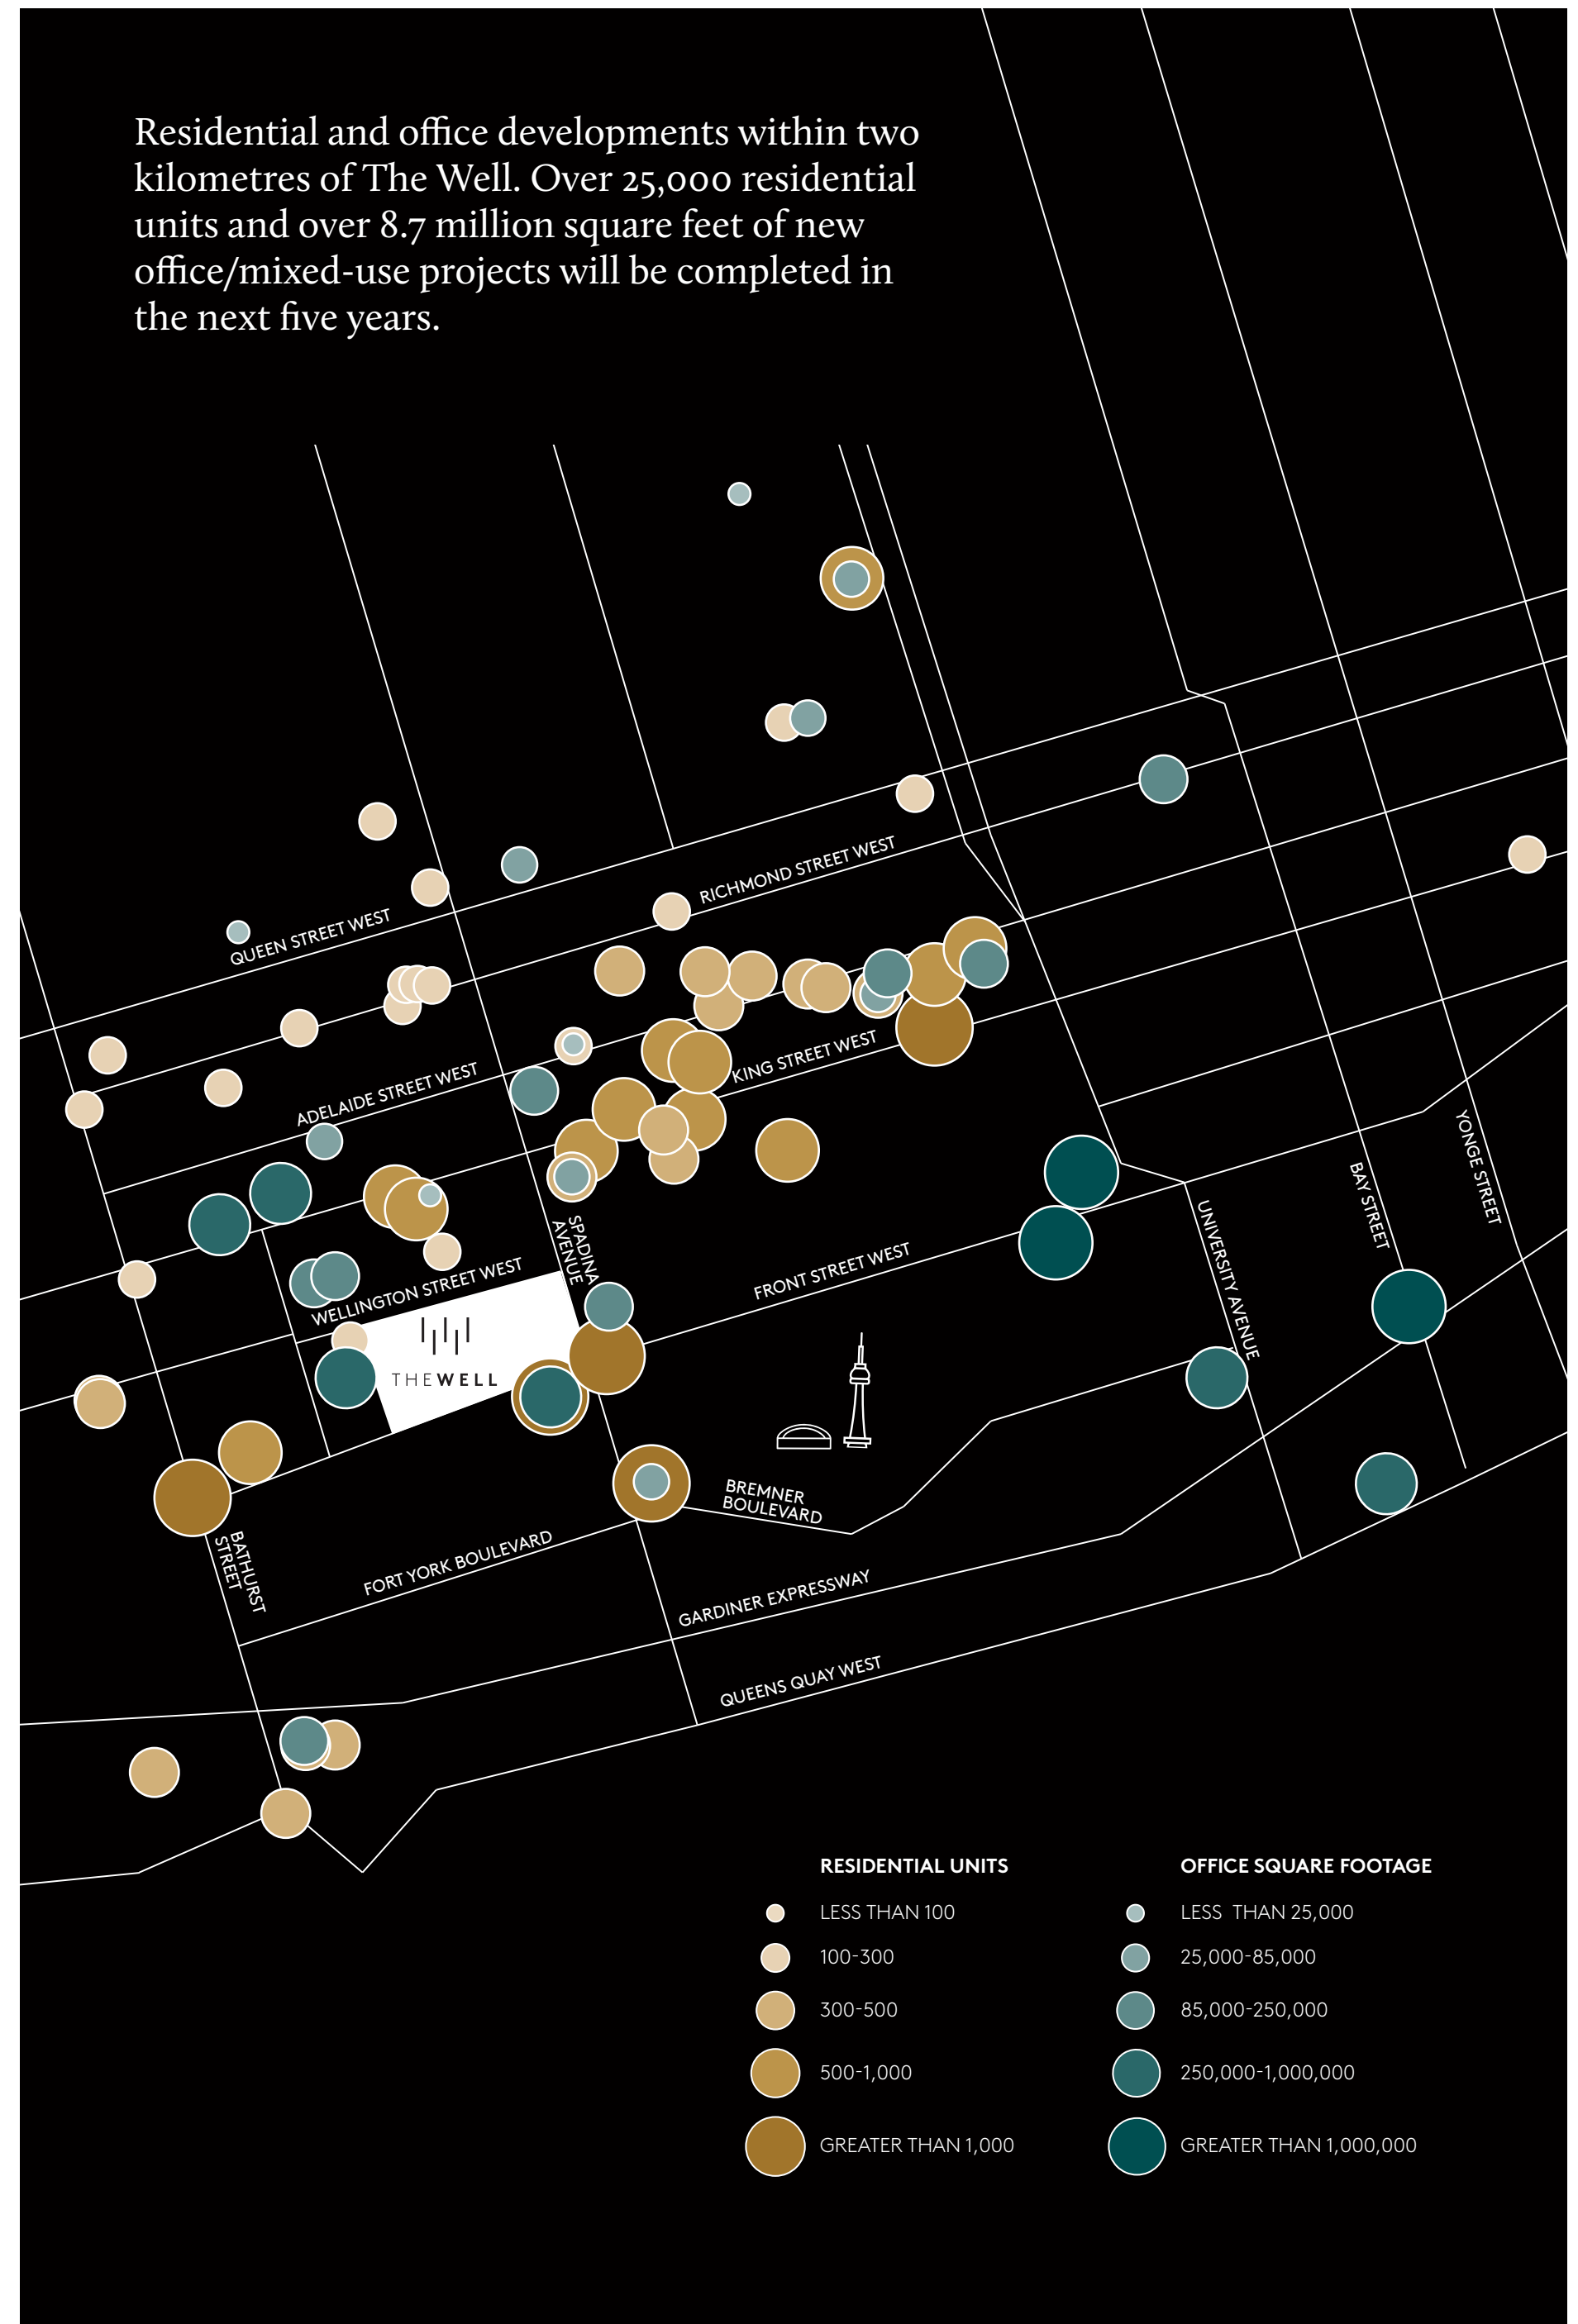 Residential and office developments within two
kilometres of The Well. Over 25,000 residential
units and over 8.7 million square feet of new
office/mixed-use projects will be completed in
the next five years.
RICHMOND STREET WEST
QUEEN STREET WEST
KING STREET WEST
ADELAIDE STREET WEST
YONGE STREET
BAY STREET
UNIVERSITY AVENUE
SPADINA
AVENUE
FRONT STREET WEST
WELLINGTON STREET WEST
THEWELL
BREMNER
BOULEVARD
BATHURST
STREET
FORT YORK BOULEVARD
GARDINER EXPRESSWAY
QUEENS QUAY WEST
RESIDENTIAL UNITS
LESS THAN 100
100-300
300-500
500-1,000
GREATER THAN 1,000
OFFICE SQUARE FOOTAGE
LESS THAN 25,000
25,000-85,000
85,000-250,000
250,000-1,000,000
GREATER THAN 1,000,000